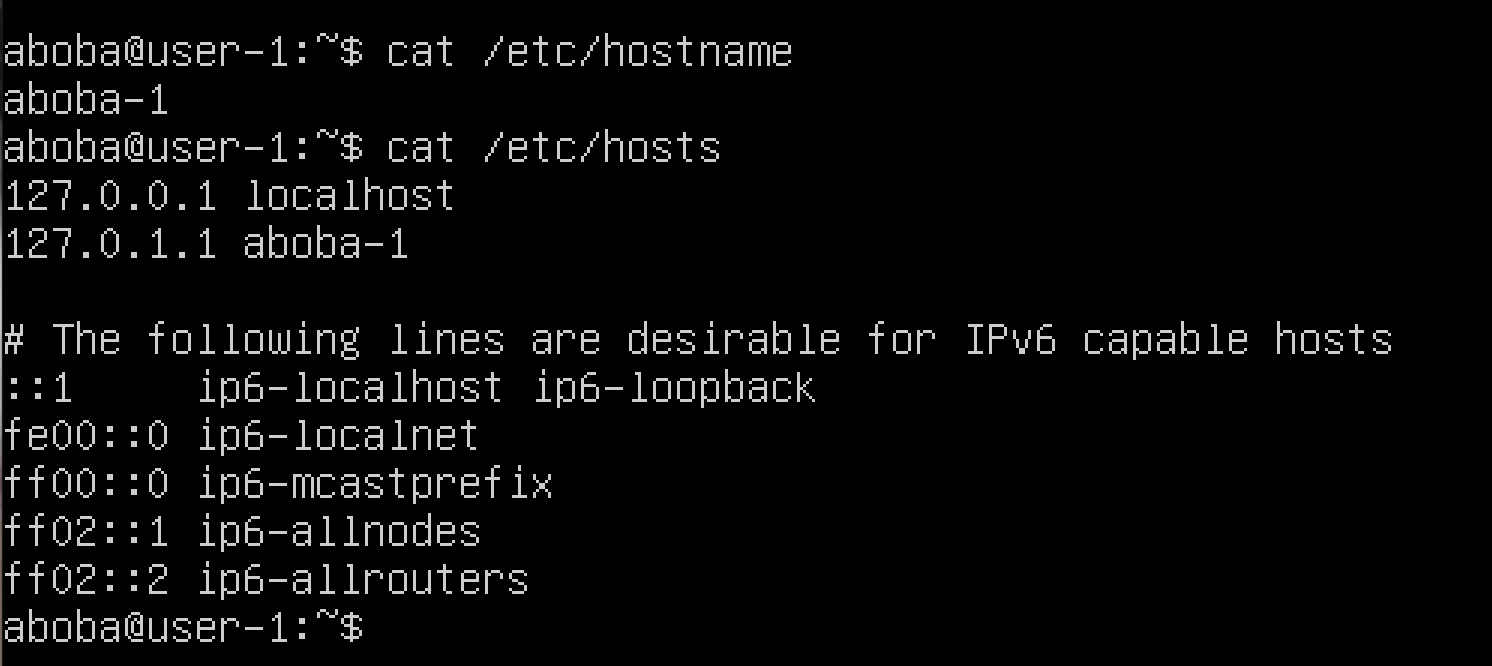 aboba@user-1:~$ cat /etc/hostname
aboba-1
aboba@user-1:~$ cat /etc/hosts
127.0.0.1 localhost
127.0.1.1 aboba-1
# The following lines are desirable for IPv6 capable hosts
::1     ip6-localhost ip6-loopback
fe00::0 ip6-localnet
ff00::0 ip6-mcastprefix
ff02::1 ip6-allnodes
ff02::2 ip6-allrouters
aboba@user-1:~$